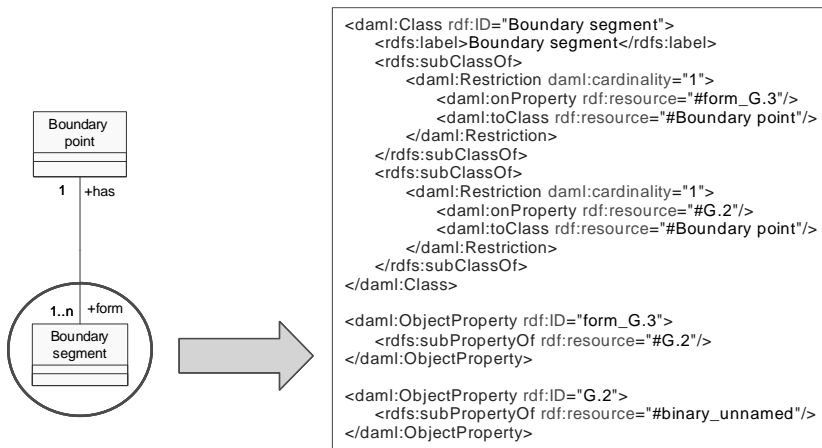 Boundary
point
1 +has
1..n +form
Boundary
segment
<daml:Class rdf:ID="Boundary segment">
<rdfs:label>Boundary segment</rdfs:label>
<rdfs:subClassOf>
<daml:Restriction daml:cardinality="1">
<daml:onProperty rdf:resource="#form_G.3"/>
<daml:toClass rdf:resource="#Boundary point"/>
</daml:Restriction>
</rdfs:subClassOf>
<rdfs:subClassOf>
<daml:Restriction daml:cardinality="1">
<daml:onProperty rdf:resource="#G.2"/>
<daml:toClass rdf:resource="#Boundary point"/>
</daml:Restriction>
</rdfs:subClassOf>
</daml:Class>
<daml:ObjectProperty rdf:ID="form_G.3">
<rdfs:subPropertyOf rdf:resource="#G.2"/>
</daml:ObjectProperty>
<daml:ObjectProperty rdf:ID="G.2">
<rdfs:subPropertyOf rdf:resource="#binary_unnamed"/>
</daml:ObjectProperty>